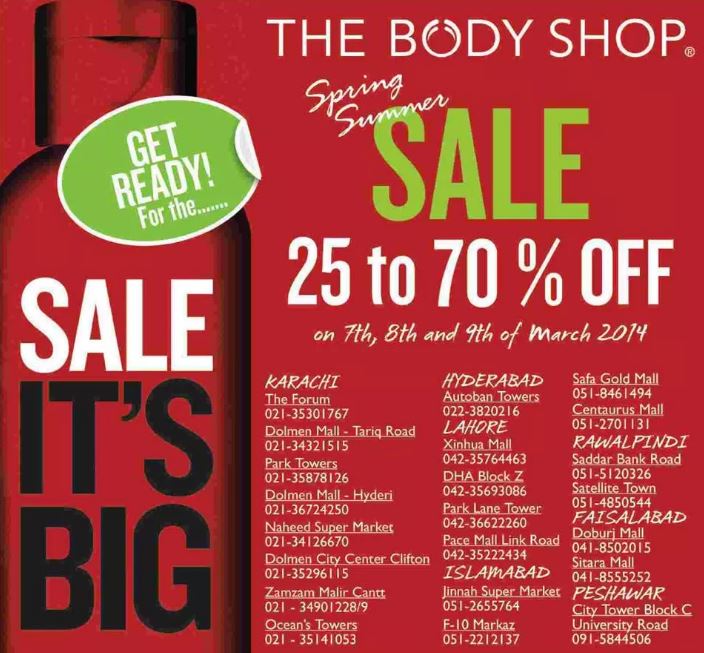 THE BODY SHOP®
Spring
Summer
SALE
25 to 70 % OFF
on 7th, 8th and 9th of March 2014
GET
READY!
For the.......
SALE
IT'S
BIG
KARACHI
The Forum
021-35301767
Dolmen Mall - Tariq Road
021-34321515
Park Towers
021-35878126
Dolmen Mall - Hyderi
021-36724250
Naheed Super Market
021-34126670
Dolmen City Center Clifton
021-35296115
Zamzam Malir Cantt
021 - 34901228/9
Ocean's Towers
021 - 35141053
HYDERABAD
Autoban Towers
022-3820216
LAHORE
Xinhua Mall
042-35764463
DHA Block Z
042-35693086
Park Lane Tower
042-36622260
Pace Mall Link Road
042-35222434
ISLAMABAD
Jinnah Super Market
051-2655764
F-10 Markaz
051-2212137
Safa Gold Mall
051-8461494
Centaurus Mall
051-2701131
RAWALPINDI
Saddar Bank Road
051-5120326
Satellite Town
051-4850544
FAISALABAD
Doburj Mall
041-8502015
Sitara Mall
041-8555252
PESHAWAR
City Tower Block C
University Road
091-5844506